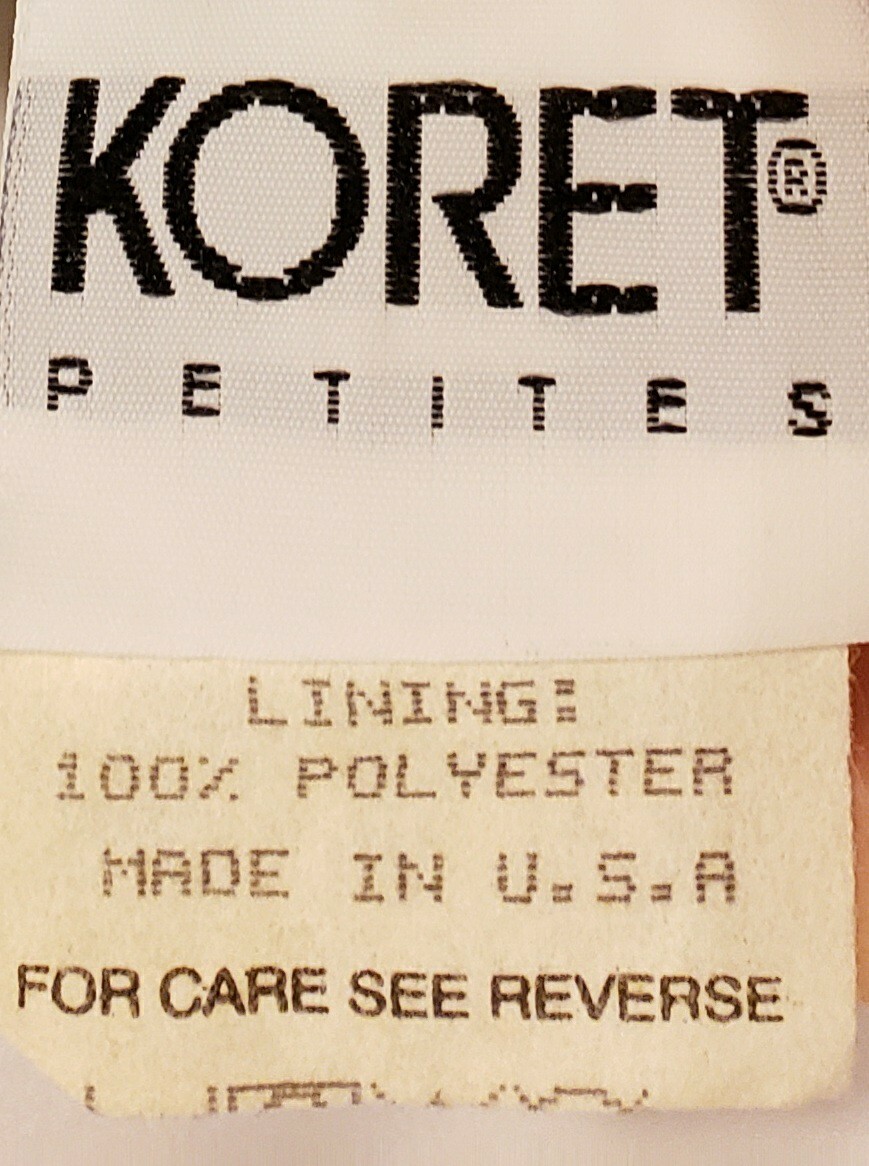 KORET®
PETITES
LINING:
100% POLYESTER
MADE IN U.S.A
FOR CARE SEE REVERSE